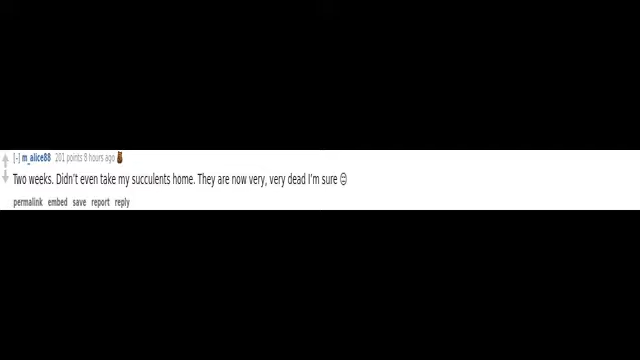 [-] m_alice88 201 points 8 hours ago
Two weeks. Didn't even take my succulents home. They are now very, very dead I'm sure ☹
permalink embed save report reply